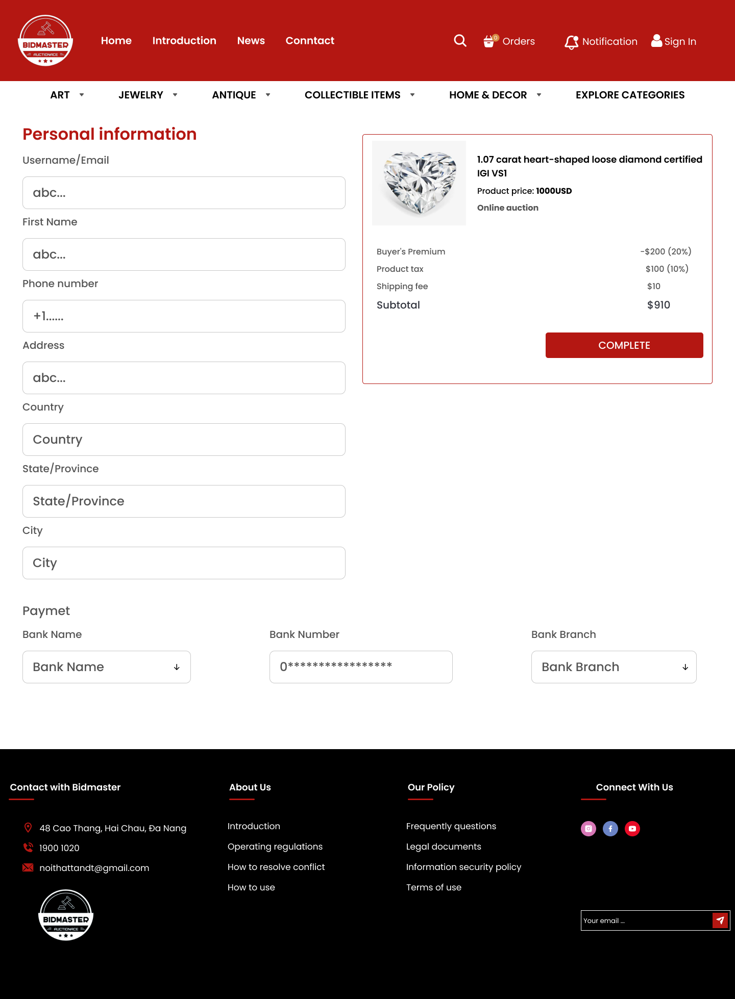 BIDMASTER
AUCTIONACE
Home Introduction News Conntact
0 Orders Notification Sign In
ART JEWELRY ANTIQUE COLLECTIBLE ITEMS HOME & DECOR EXPLORE CATEGORIES
Personal information
Username/Email
abc...
First Name
abc...
Phone number
+1......
Address
abc...
Country
Country
State/Province
State/Province
City
City
1.07 carat heart-shaped loose diamond certified
IGI VS1
Product price: 1000USD
Online auction
Buyer's Premium -$200 (20%)
Product tax $100 (10%)
Shipping fee $10
Subtotal $910
COMPLETE
Paymet
Bank Name Bank Number Bank Branch
Bank Name 0***************** Bank Branch
Contact with Bidmaster
48 Cao Thang, Hai Chau, Đa Nang
1900 1020
noithattandt@gmail.com
BIDMASTER
AUCTIONACE
About Us
Introduction
Operating regulations
How to resolve conflict
How to use
Our Policy
Frequently questions
Legal documents
Information security policy
Terms of use
Connect With Us
Your email ...